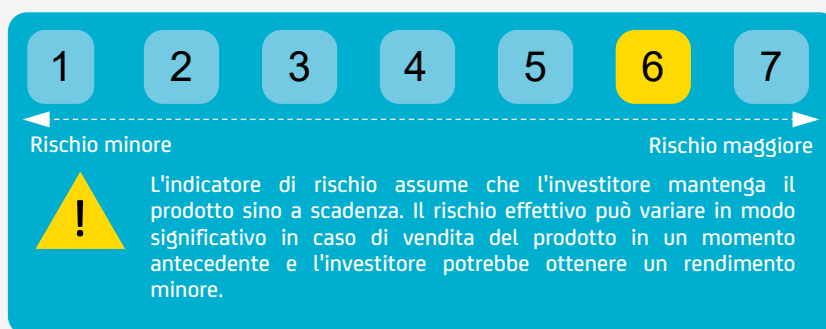 1 2 3 4 5 6 7
Rischio minore Rischio maggiore
!
L'indicatore di rischio assume che l'investitore mantenga il
prodotto sino a scadenza. Il rischio effettivo può variare in modo
significativo in caso di vendita del prodotto in un momento
antecedente e l'investitore potrebbe ottenere un rendimento
minore.